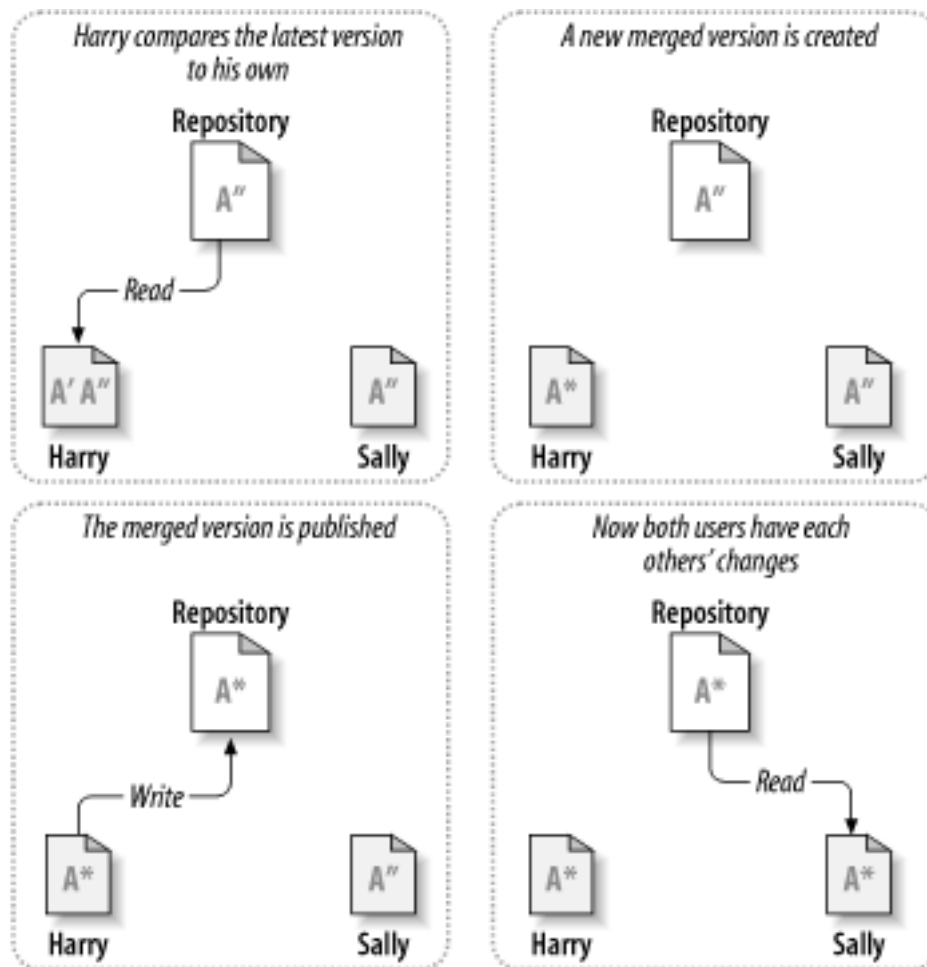 Harry compares the latest version
to his own
Repository
A″
Read
A′ A″
A″
Harry
Sally
A new merged version is created
Repository
A″
A*
A″
Harry
Sally
The merged version is published
Repository
A*
Write
A*
A″
Harry
Sally
Now both users have each
others’ changes
Repository
A*
Read
A*
A*
Harry
Sally